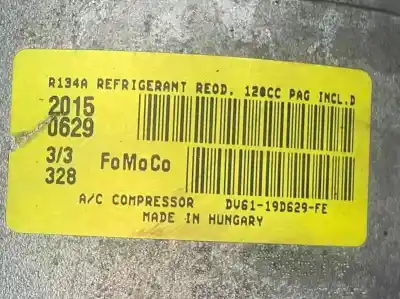 R134A REFRIGERANT REQD. 120CC PAG INCL.D
2015
0629
3/3 FoMoCo
328
A/C COMPRESSOR DV61-19D629-FE
MADE IN HUNGARY